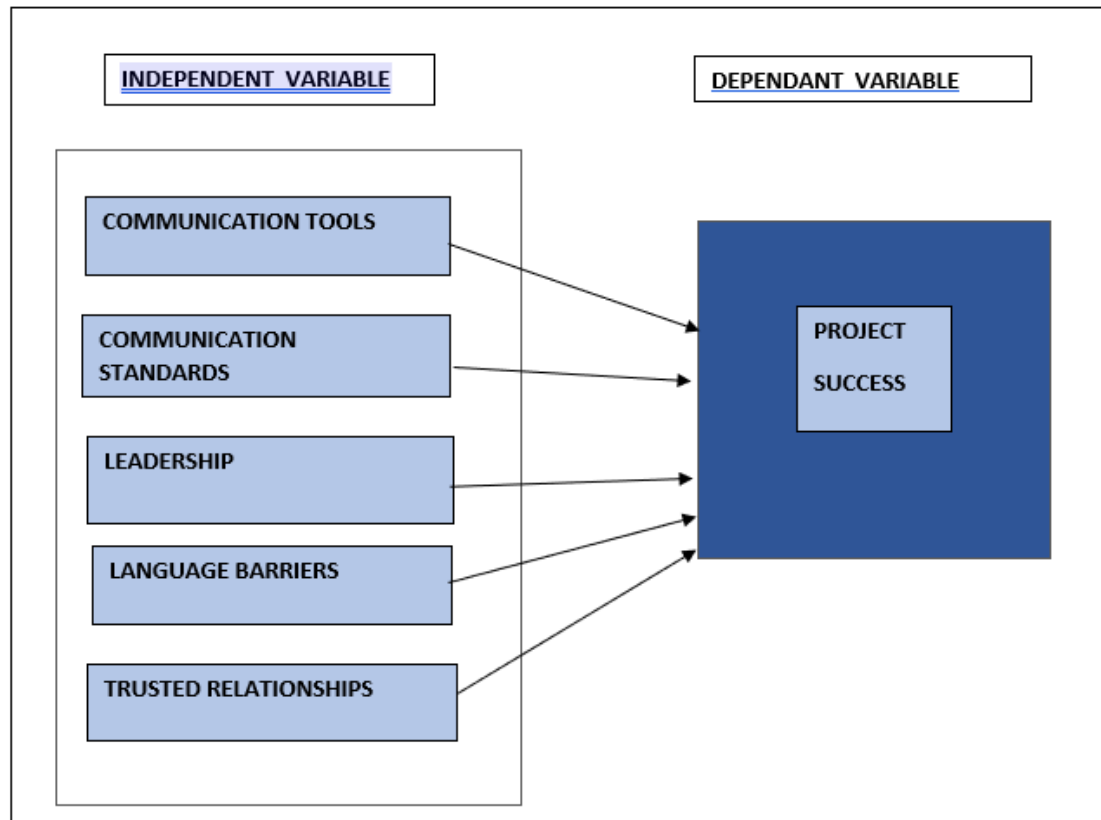 INDEPENDENT VARIABLE
DEPENDANT VARIABLE
COMMUNICATION TOOLS
COMMUNICATION
STANDARDS
LEADERSHIP
LANGUAGE BARRIERS
TRUSTED RELATIONSHIPS
PROJECT
SUCCESS